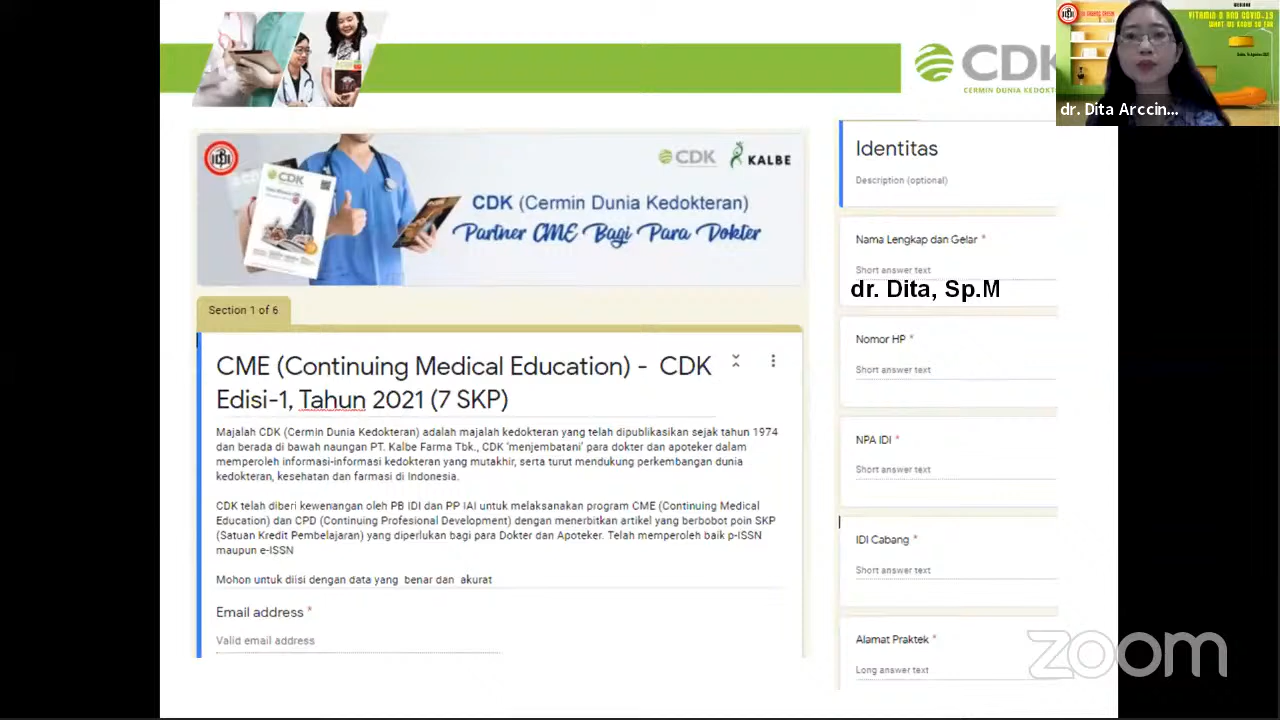 CDK
CERMIN DUNIA KEDOKT
VITAMIN D AND COVID-19
WHAT WE KNOW SO FAR
dr. Dita Arccin...
CDK
CDK
KALBE
CDK (Cermin Dunia Kedokteran)
Partner CME Bagi Para Dokter
Section 1 of 6
CME (Continuing Medical Education) - CDK
Edisi-1, Tahun 2021 (7 SKP)
Majalah CDK (Cermin Dunia Kedokteran) adalah majalah kedokteran yang telah dipublikasikan sejak tahun 1974
dan berada di bawah naungan PT. Kalbe Farma Tbk., CDK 'menjembatani' para dokter dan apoteker dalam
memperoleh informasi-informasi kedokteran yang mutakhir, serta turut mendukung perkembangan dunia
kedokteran, kesehatan dan farmasi di Indonesia.
CDK telah diberi kewenangan oleh PB IDI dan PP IAI untuk melaksanakan program CME (Continuing Medical
Education) dan CPD (Continuing Profesional Development) dengan menerbitkan artikel yang berbobot poin SKP
(Satuan Kredit Pembelajaran) yang diperlukan bagi para Dokter dan Apoteker. Telah memperoleh baik p-ISSN
maupun e-ISSN
Mohon untuk diisi dengan data yang benar dan akurat
Email address *
Valid email address
Identitas
Description (optional)
Nama Lengkap dan Gelar *
Short answer text
dr. Dita, Sp.M
Nomor HP *
Short answer text
NPA IDI *
Short answer text
IDI Cabang *
Short answer text
Alamat Praktek *
Long answer text
zoom